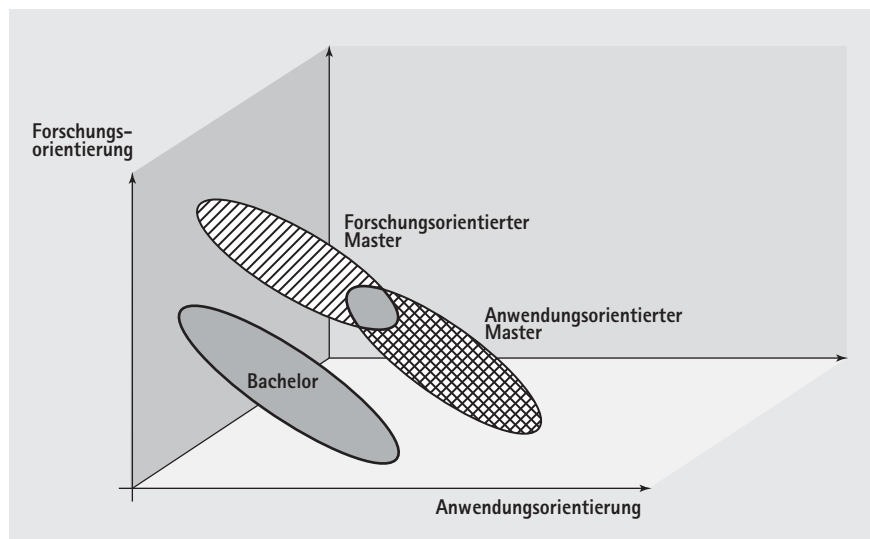 Forschungs-
orientierung
Forschungsorientierter
Master
Anwendungsorientierter
Master
Bachelor
Anwendungsorientierung